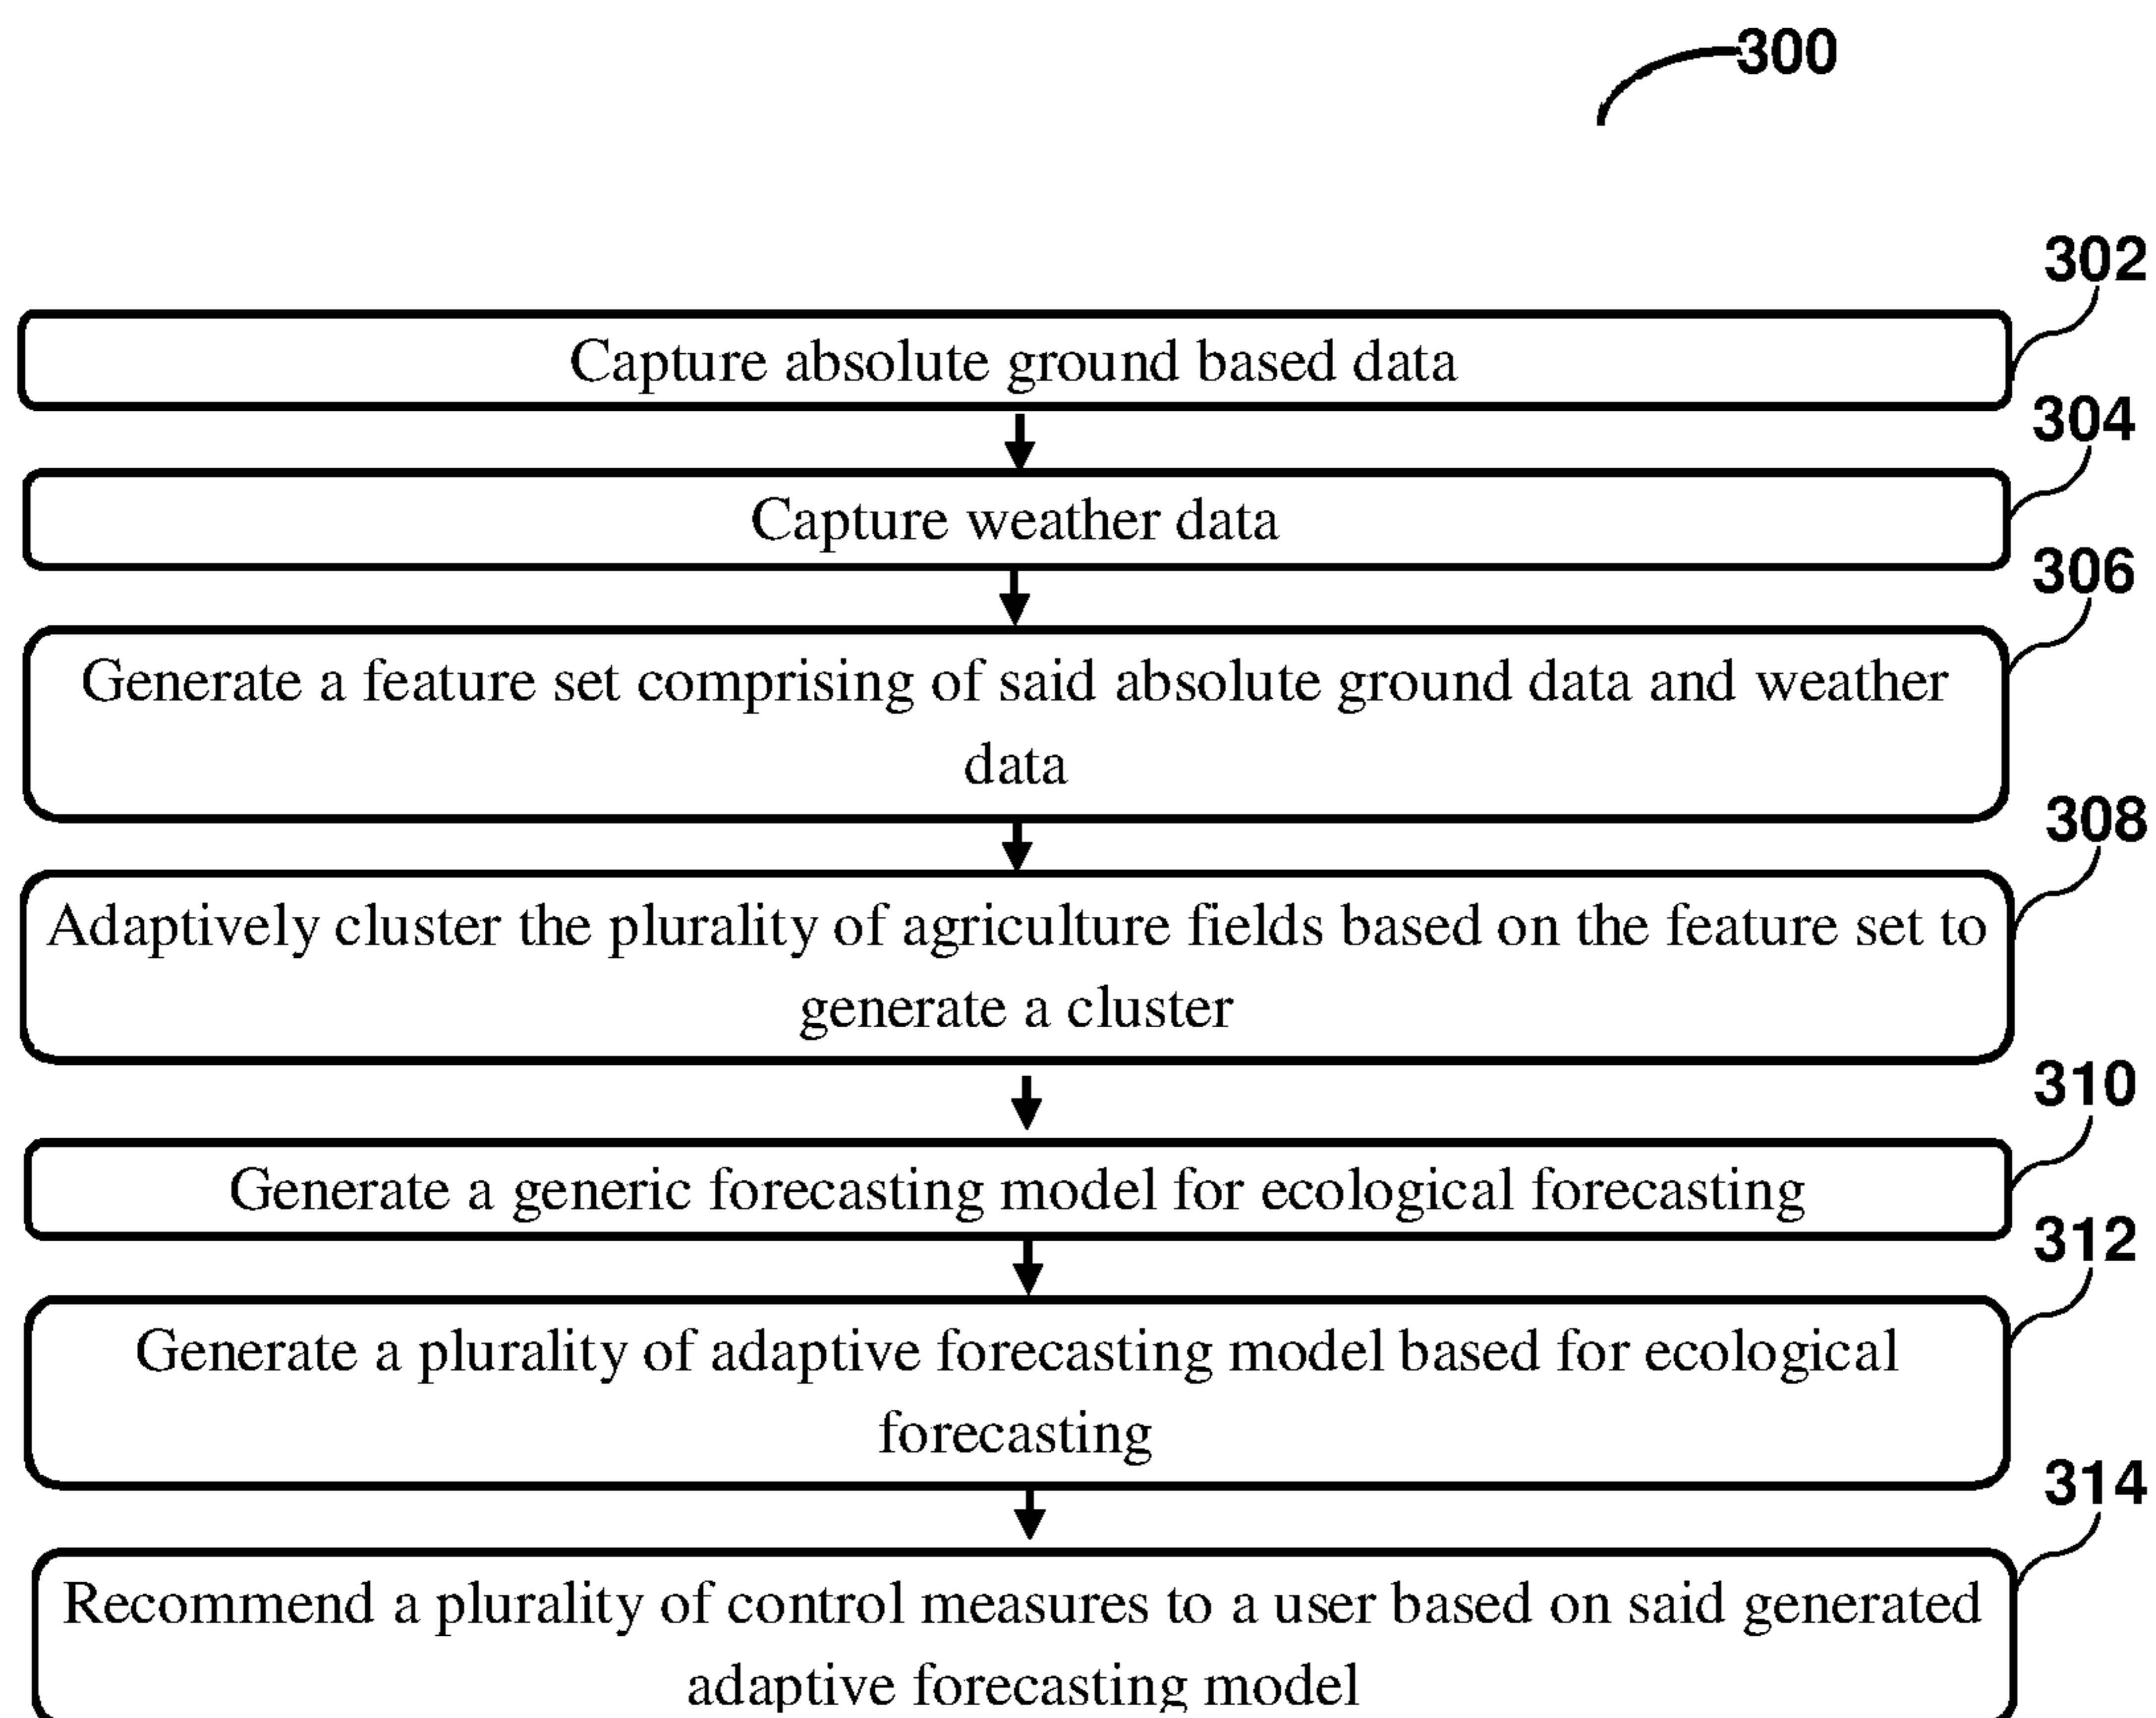 300
302
Capture absolute ground based data
304
Capture weather data
306
Generate a feature set comprising of said absolute ground data and weather
data
308
Adaptively cluster the plurality of agriculture fields based on the feature set to
generate a cluster
310
Generate a generic forecasting model for ecological forecasting
312
Generate a plurality of adaptive forecasting model based for ecological
forecasting
314
Recommend a plurality of control measures to a user based on said generated
adaptive forecasting model